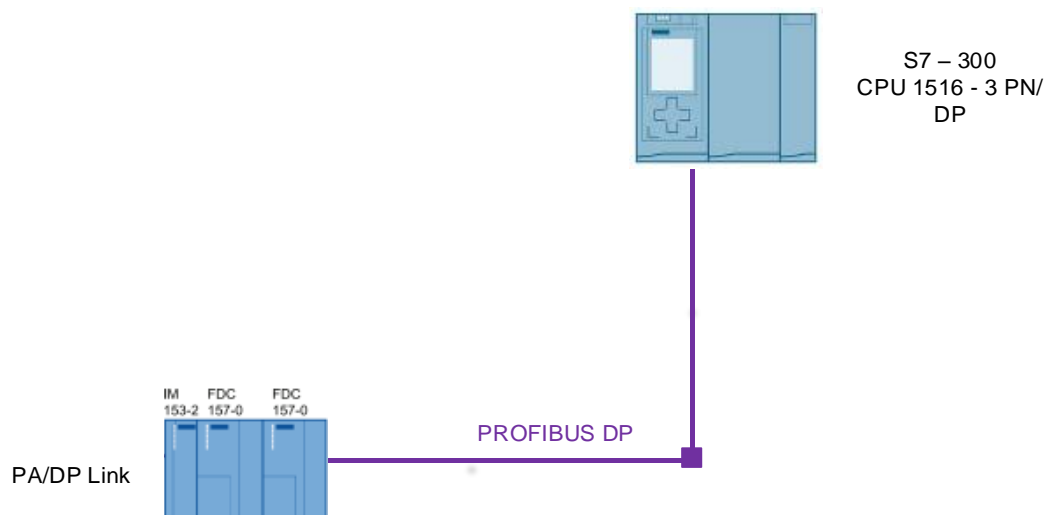 S7 – 300
CPU 1516 - 3 PN/
DP
IM FDC FDC
153-2 157-0 157-0
PROFIBUS DP
PA/DP Link